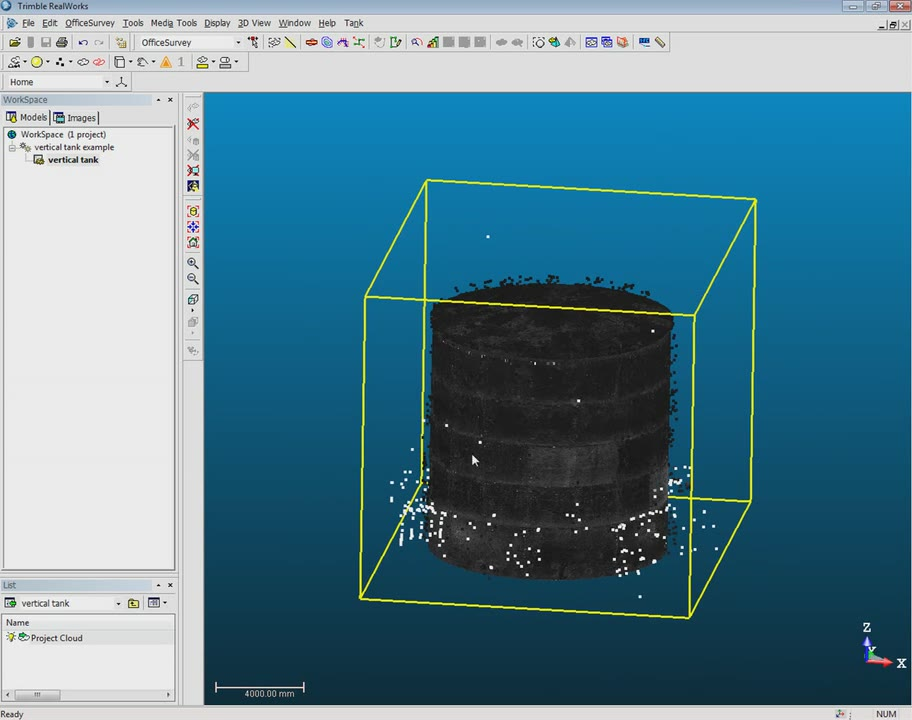 Trimble RealWorks
File Edit OfficeSurvey Tools Media Tools Display 3D View Window Help Tank
OfficeSurvey
1
Home
WorkSpace
Models Images
WorkSpace (1 project)
vertical tank example
vertical tank
List
vertical tank
Name
Project Cloud
4000.00 mm
Z
Y
X
Ready
NUM